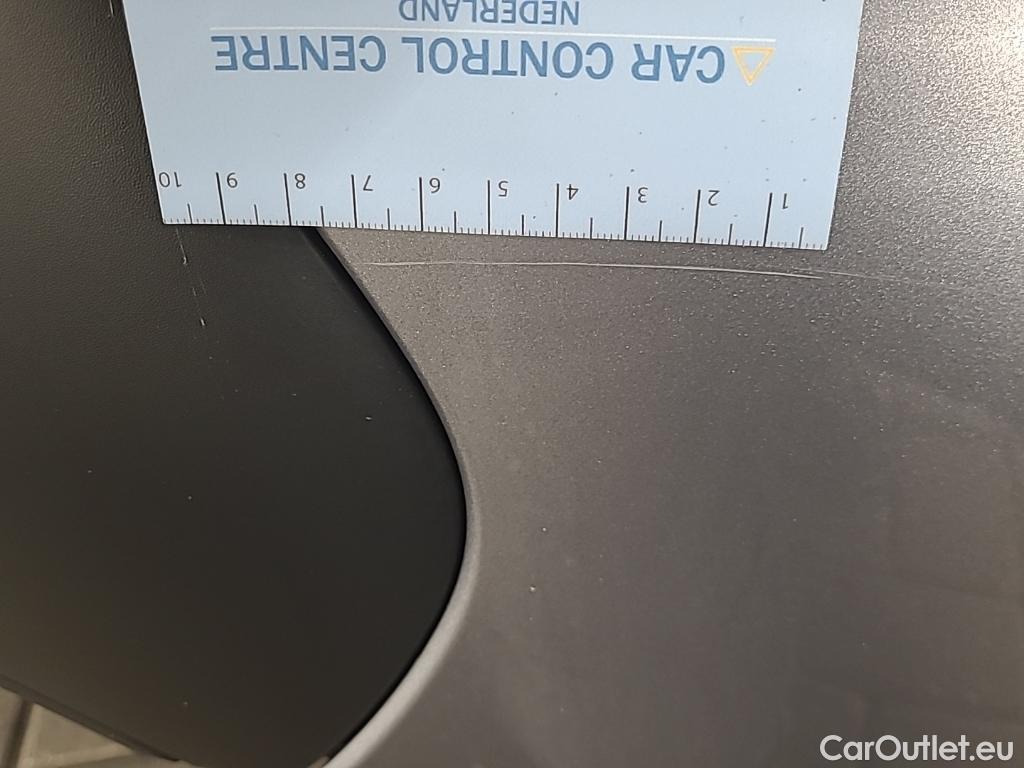 CAR CONTROL CENTRE
NEDERLAND
1 2 3 4 5 6 7 8 9 10
CarOutlet.eu